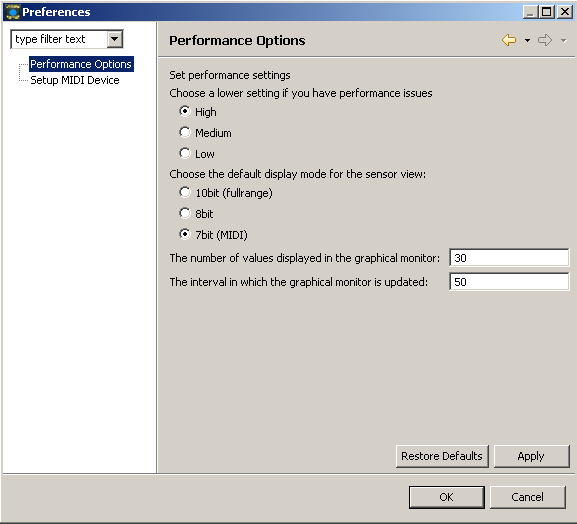 Preferences
type filter text
Performance Options
Setup MIDI Device
Performance Options
Set performance settings
Choose a lower setting if you have performance issues
High
Medium
Low
Choose the default display mode for the sensor view:
10bit (fullrange)
8bit
7bit (MIDI)
The number of values displayed in the graphical monitor: 30
The interval in which the graphical monitor is updated: 50
Restore Defaults Apply
OK Cancel